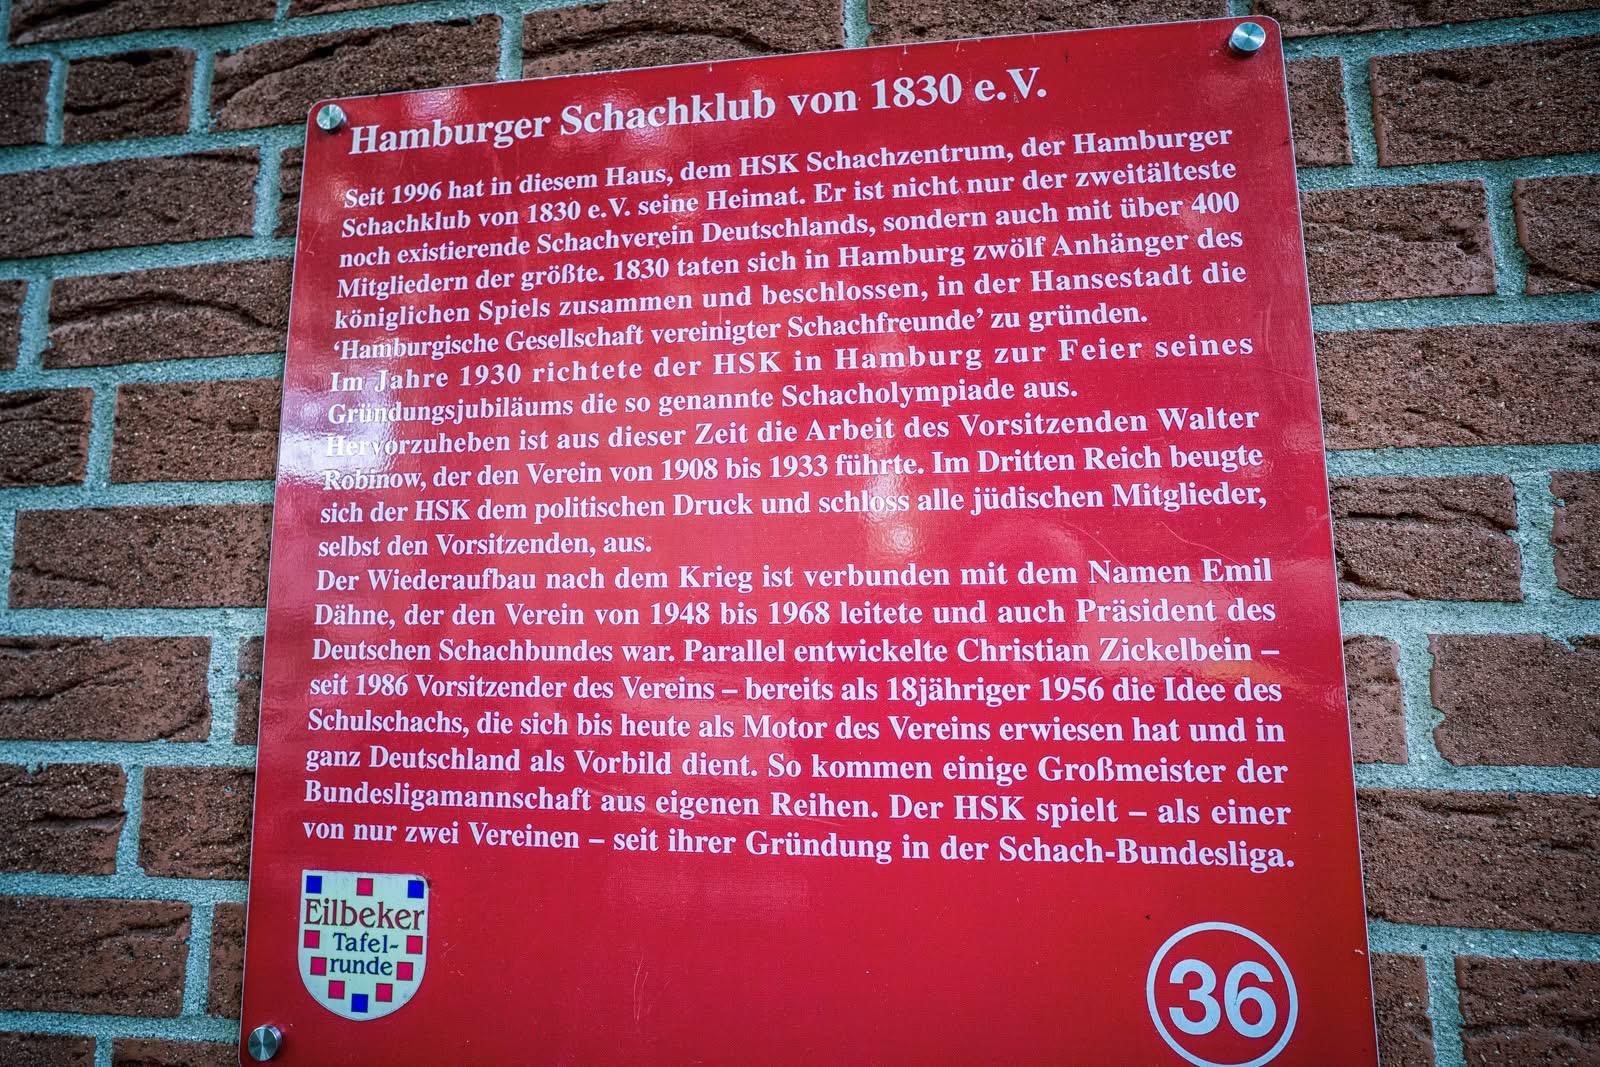 Hamburger Schachklub von 1830 e.V.
Seit 1996 hat in diesem Haus, dem HSK Schachzentrum, der Hamburger
Schachklub von 1830 e.V. seine Heimat. Er ist nicht nur der zweitälteste
noch existierende Schachverein Deutschlands, sondern auch mit über 400
Mitgliedern der größte. 1830 taten sich in Hamburg zwölf Anhänger des
königlichen Spiels zusammen und beschlossen, in der Hansestadt die
‘Hamburgische Gesellschaft vereinigter Schachfreunde’ zu gründen.
Im Jahre 1930 richtete der HSK in Hamburg zur Feier seines
Gründungsjubiläums die so genannte Schacholympiade aus.
Hervorzuheben ist aus dieser Zeit die Arbeit des Vorsitzenden Walter
Robinow, der den Verein von 1908 bis 1933 führte. Im Dritten Reich beugte
sich der HSK dem politischen Druck und schloss alle jüdischen Mitglieder,
selbst den Vorsitzenden, aus.
Der Wiederaufbau nach dem Krieg ist verbunden mit dem Namen Emil
Dähne, der den Verein von 1948 bis 1968 leitete und auch Präsident des
Deutschen Schachbundes war. Parallel entwickelte Christian Zickelbein –
seit 1986 Vorsitzender des Vereins – bereits als 18jähriger 1956 die Idee des
Schulschachs, die sich bis heute als Motor des Vereins erwiesen hat und in
ganz Deutschland als Vorbild dient. So kommen einige Großmeister der
Bundesligamannschaft aus eigenen Reihen. Der HSK spielt – als einer
von nur zwei Vereinen – seit ihrer Gründung in der Schach-Bundesliga.
Eilbeker
Tafel-
runde
36